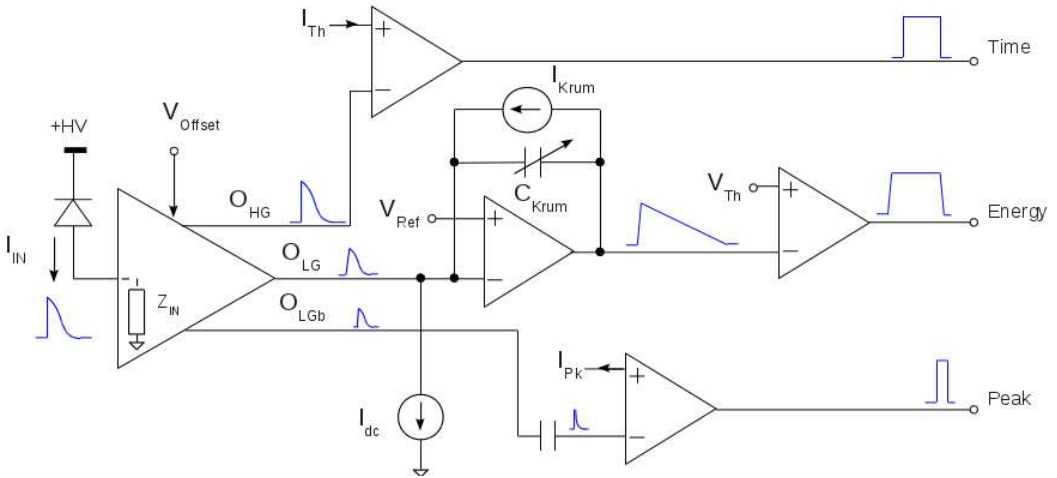 I_Th
Time
I_Krum
+HV
V_Offset
C_Krum
V_Th
O_HG
V_Ref
Energy
I_IN
O_LG
Z_IN
O_LGb
I_Pk
Peak
I_dc